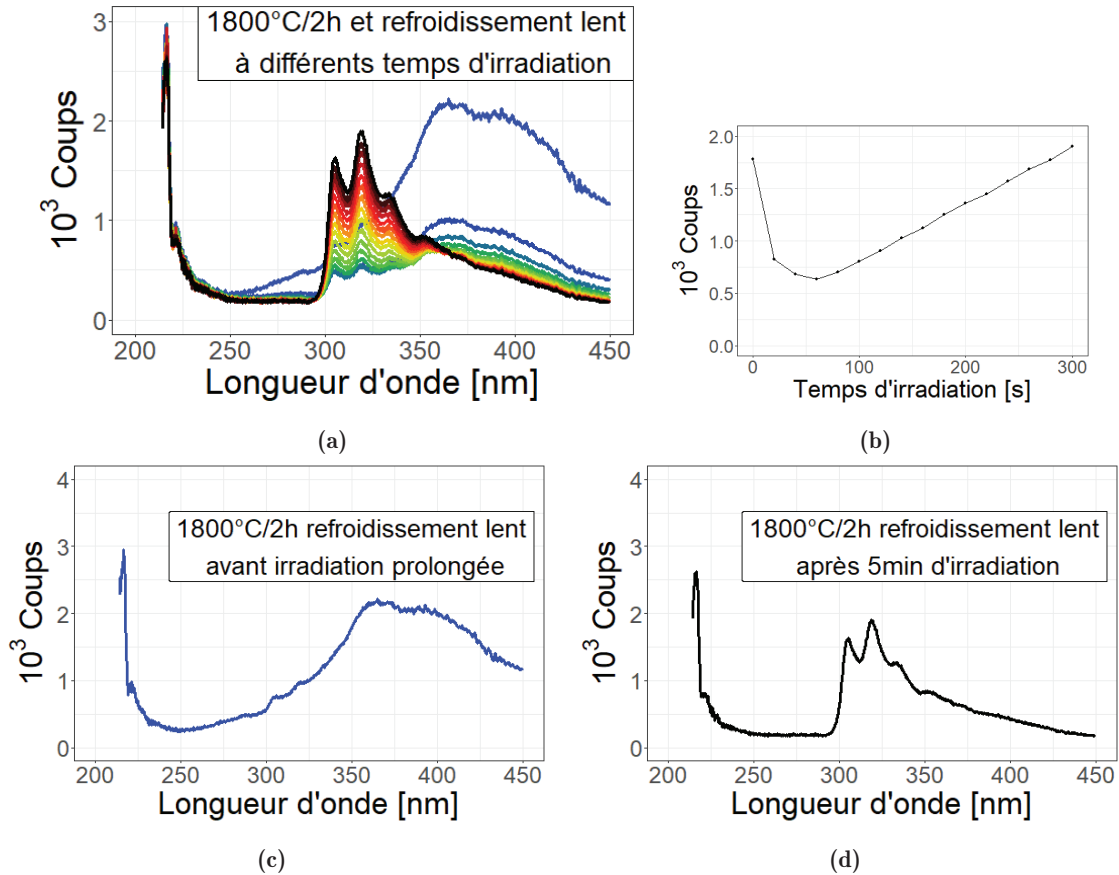 1800°C/2h et refroidissement lent
à différents temps d'irradiation
10³ Coups
3
2
1
0
200 250 300 350 400 450
Longueur d'onde [nm]
(a)
10³ Coups
2.0
1.5
1.0
0.5
0.0
0 100 200 300
Temps d'irradiation [s]
(b)
1800°C/2h refroidissement lent
avant irradiation prolongée
10³ Coups
4
3
2
1
0
200 250 300 350 400 450
Longueur d'onde [nm]
(c)
1800°C/2h refroidissement lent
après 5min d'irradiation
10³ Coups
4
3
2
1
0
200 250 300 350 400 450
Longueur d'onde [nm]
(d)